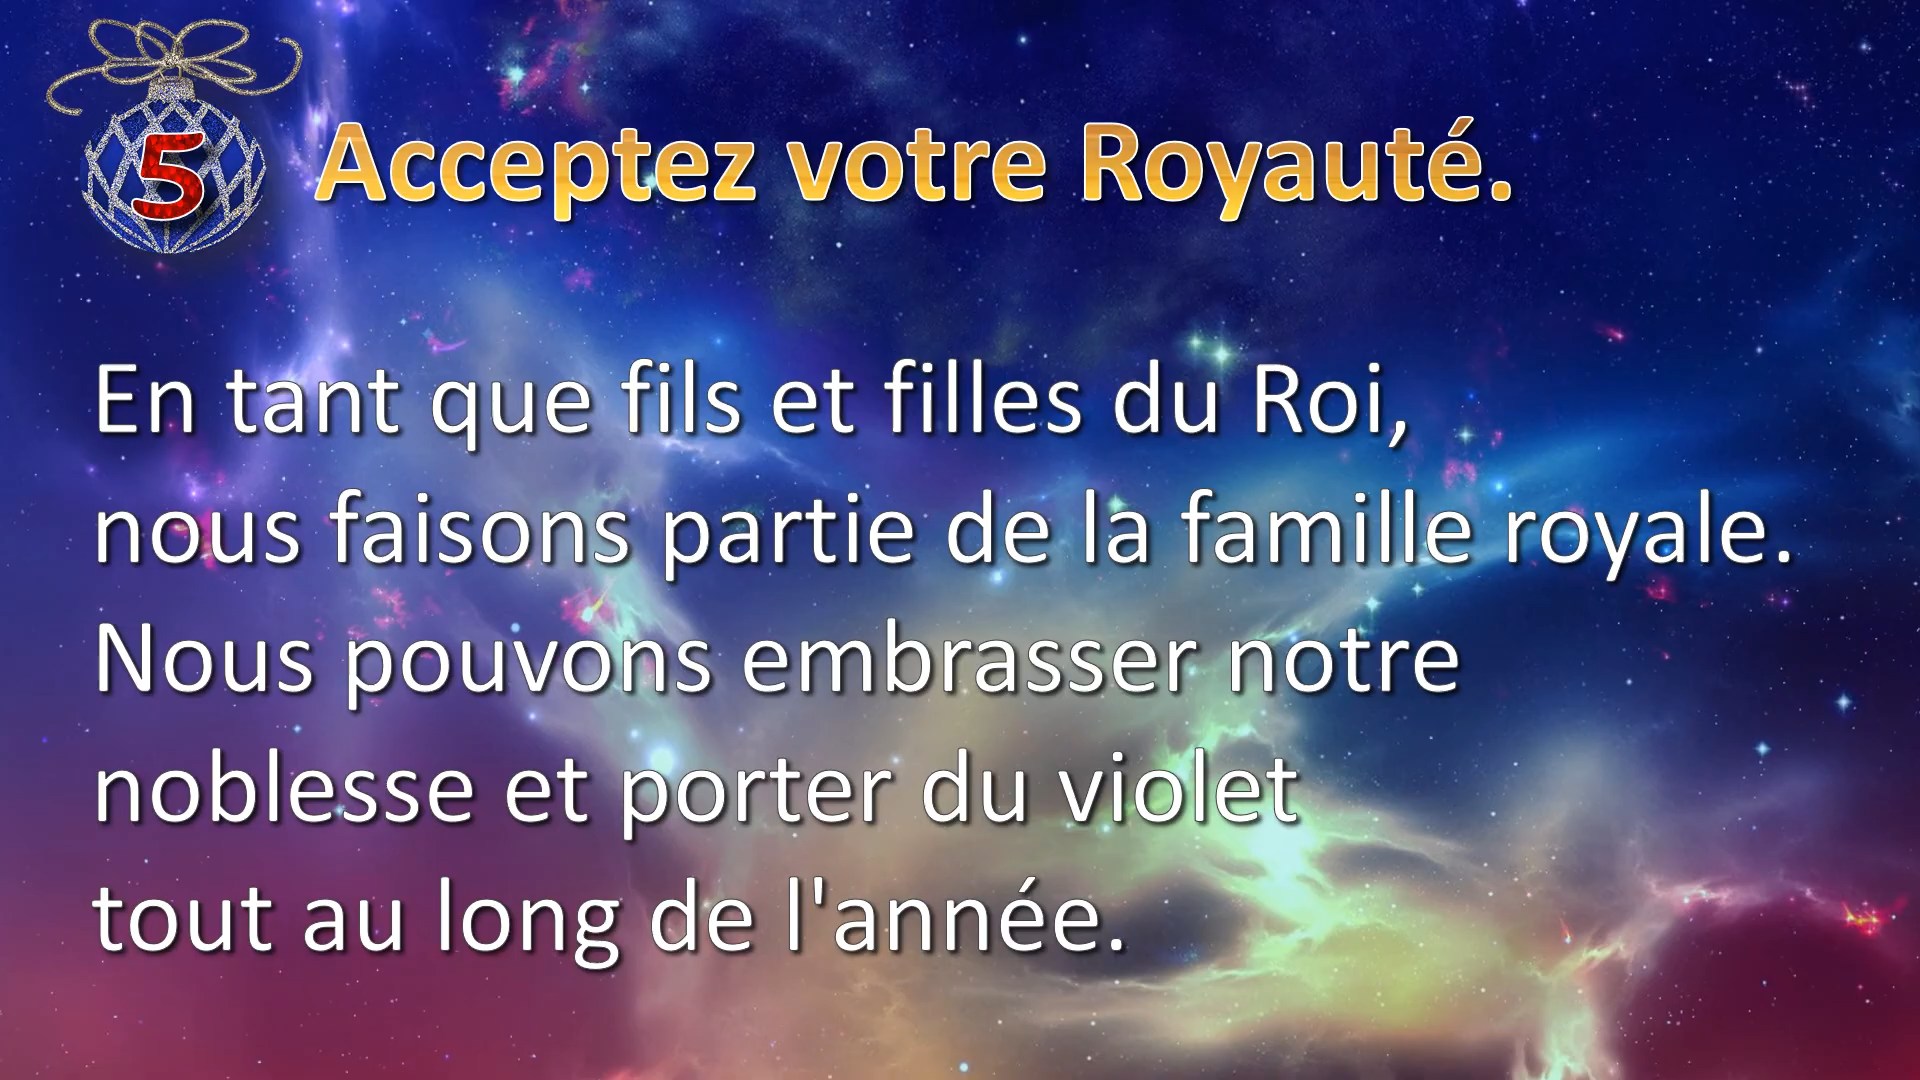 5
Acceptez votre Royauté.
En tant que fils et filles du Roi,
nous faisons partie de la famille royale.
Nous pouvons embrasser notre
noblesse et porter du violet
tout au long de l'année.